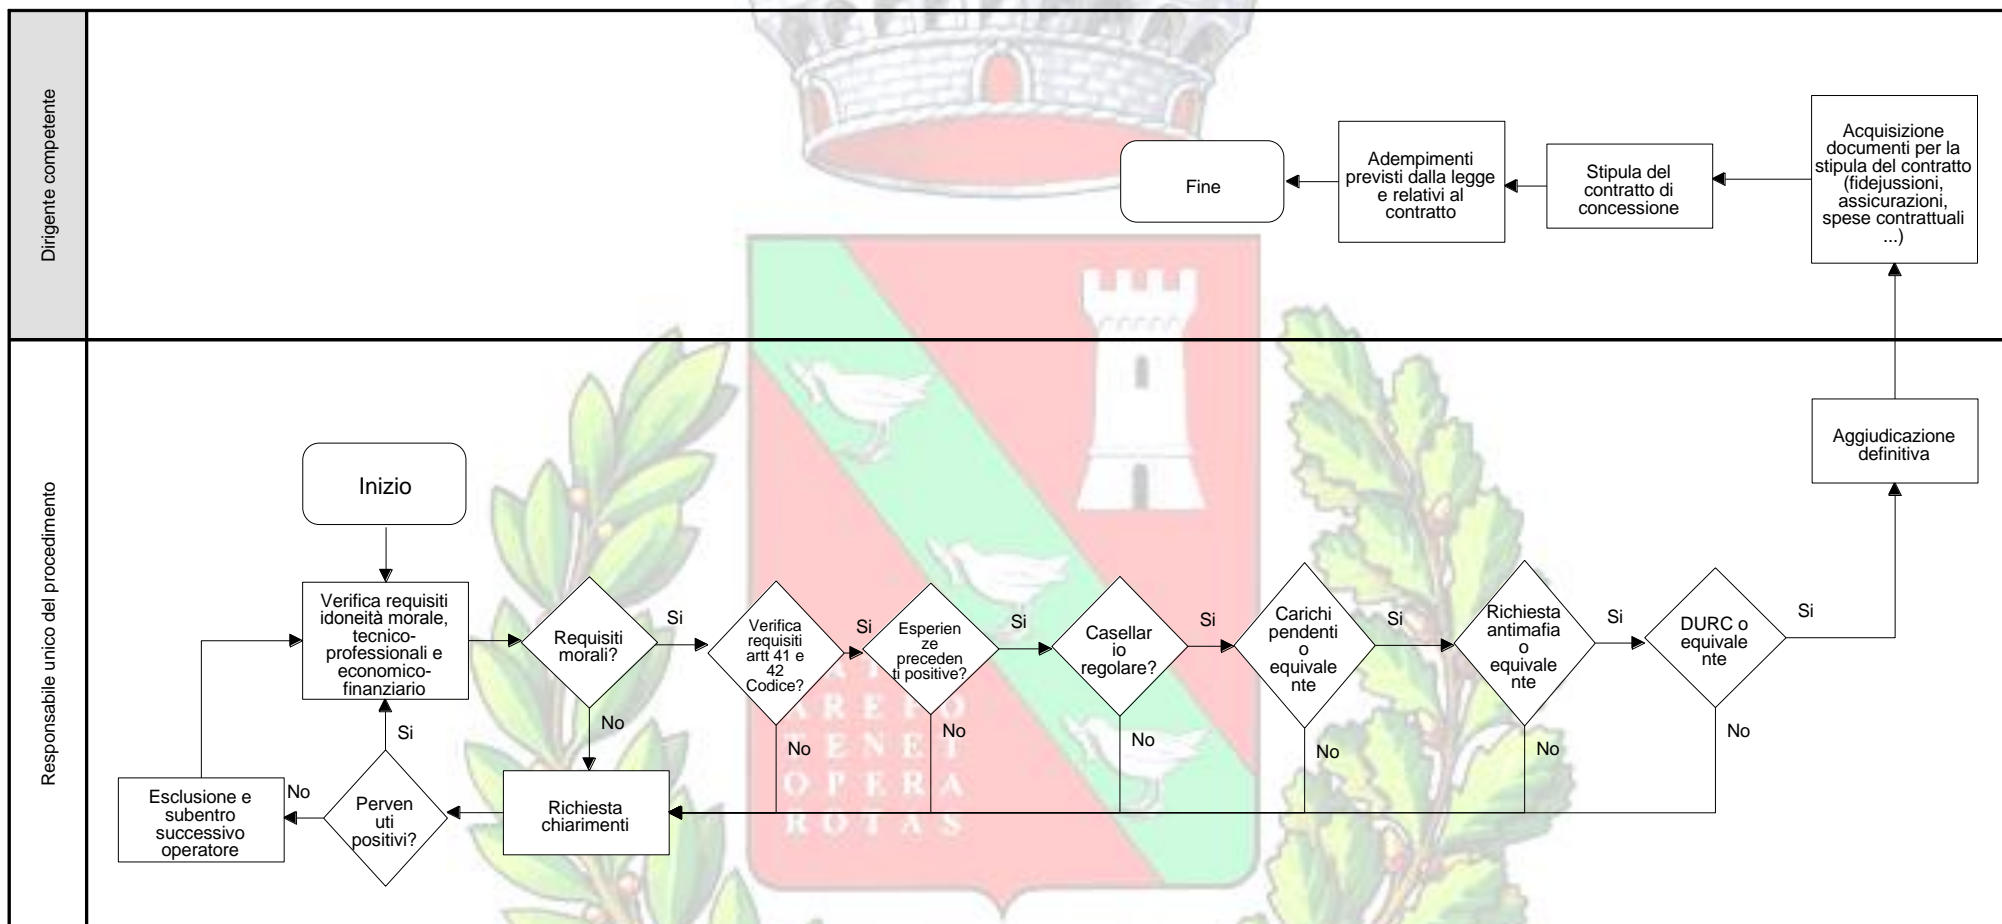 Dirigente competente
Fine
Adempimenti
previsti dalla legge
e relativi al
contratto
Stipula del
contratto di
concessione
Acquisizione
documenti per la
stipula del contratto
(fidejussioni,
assicurazioni,
spese contrattuali
...)
Responsabile unico del procedimento
Inizio
Verifica requisiti
idoneità morale,
tecnico-
professionali e
economico-
finanziario
Requisiti
morali?
Si
No
Verifica
requisiti
artt 41 e
42
Codice?
Si
No
Esperien
ze
preceden
ti positive?
Si
No
Casellar
io
regolare?
Si
No
Carichi
pendenti
o
equivale
nte
Si
No
Richiesta
antimafia
o
equivale
nte
Si
No
DURC o
equivale
nte
Si
No
Aggiudicazione
definitiva
Richiesta
chiarimenti
Perven
uti
positivi?
Si
No
Esclusione e
subentro
successivo
operatore
AREPO
TENET
OPERA
ROTAS